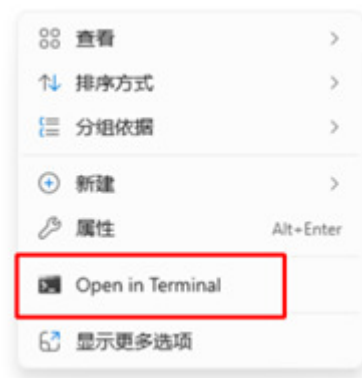 查看
排序方式
分组依据
新建
属性 Alt+Enter
Open in Terminal
显示更多选项